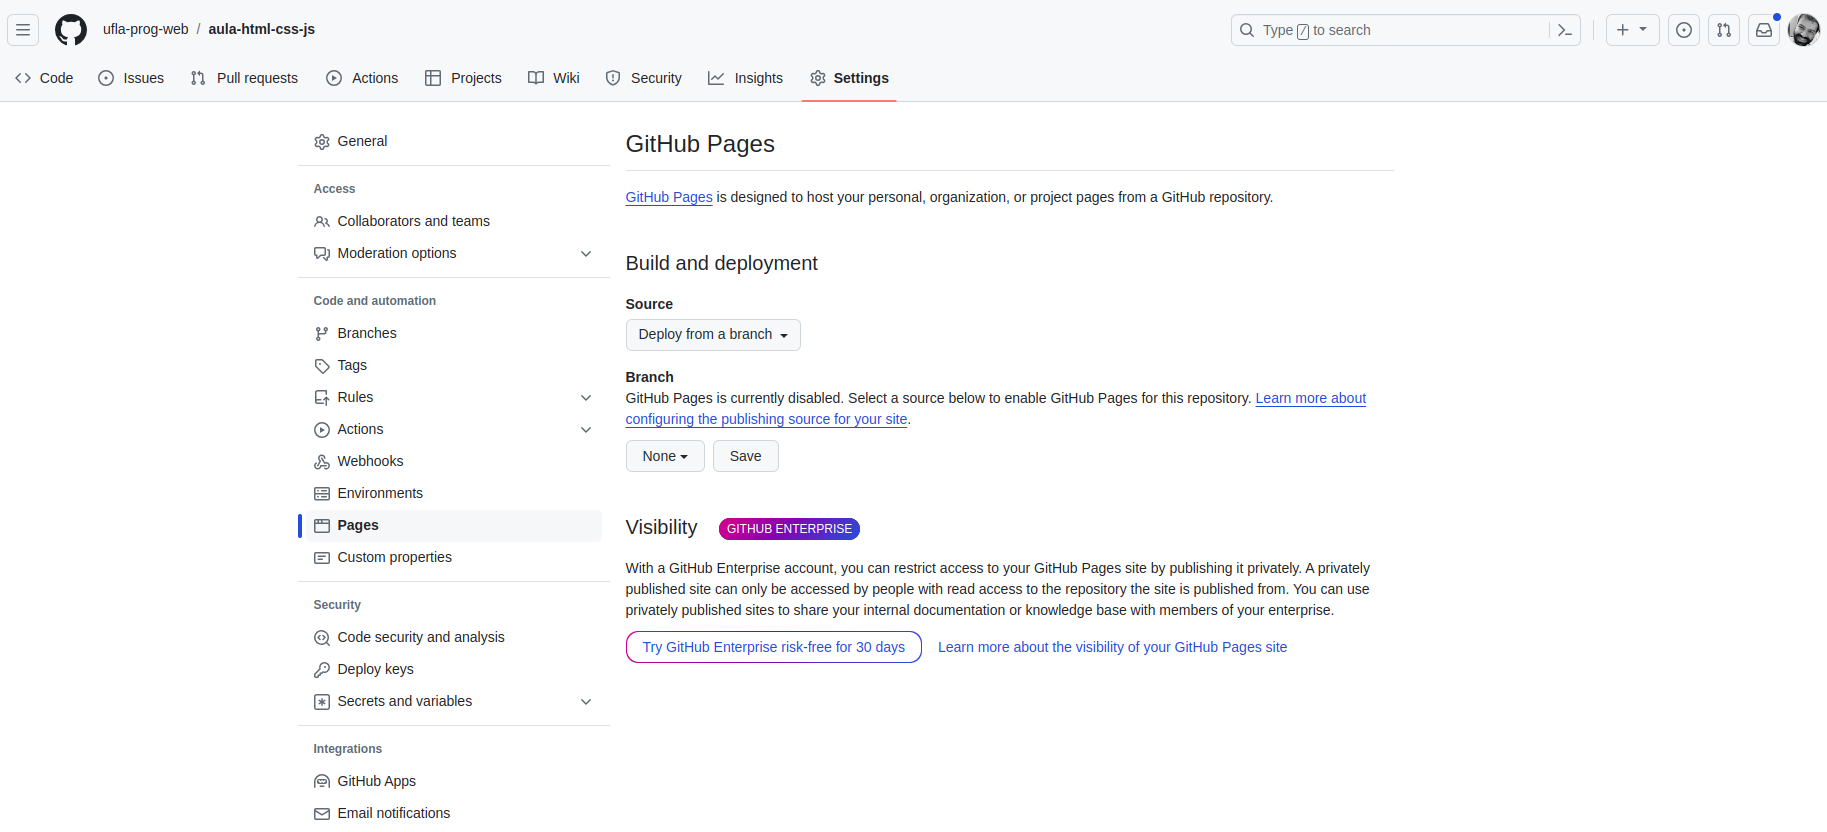 ufla-prog-web / aula-html-css-js
Type / to search
Code Issues Pull requests Actions Projects Wiki Security Insights Settings
General
Access
Collaborators and teams
Moderation options
Code and automation
Branches
Tags
Rules
Actions
Webhooks
Environments
Pages
Custom properties
Security
Code security and analysis
Deploy keys
Secrets and variables
Integrations
GitHub Apps
Email notifications
GitHub Pages
GitHub Pages is designed to host your personal, organization, or project pages from a GitHub repository.
Build and deployment
Source
Deploy from a branch
Branch
GitHub Pages is currently disabled. Select a source below to enable GitHub Pages for this repository. Learn more about
configuring the publishing source for your site.
None Save
Visibility GITHUB ENTERPRISE
With a GitHub Enterprise account, you can restrict access to your GitHub Pages site by publishing it privately. A privately
published site can only be accessed by people with read access to the repository the site is published from. You can use
privately published sites to share your internal documentation or knowledge base with members of your enterprise.
Try GitHub Enterprise risk-free for 30 days Learn more about the visibility of your GitHub Pages site